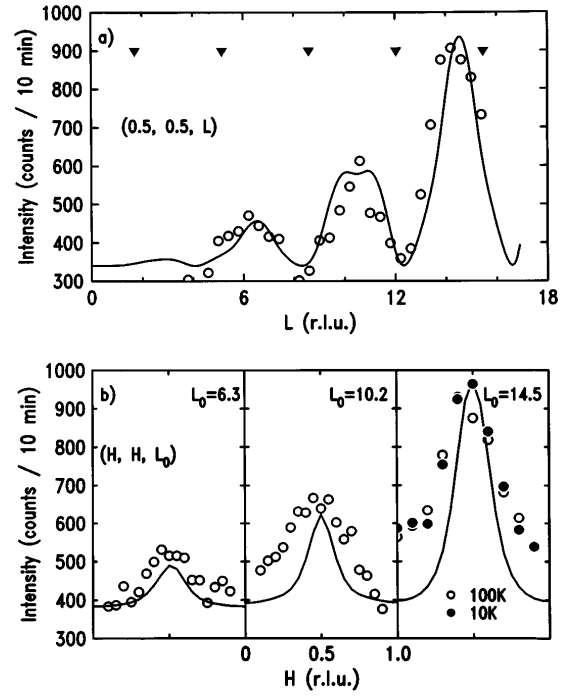 1000
a)
900
800
(0.5, 0.5, L)
700
600
500
400
300
Intensity (counts / 10 min)
0 6 12 18
L (r.l.u.)
1000
b) L₀=6.3 L₀=10.2 L₀=14.5
900
(H, H, L₀)
800
700
600
500
400
300
Intensity (counts / 10 min)
100K
10K
0 0.5 1.0
H (r.l.u.)